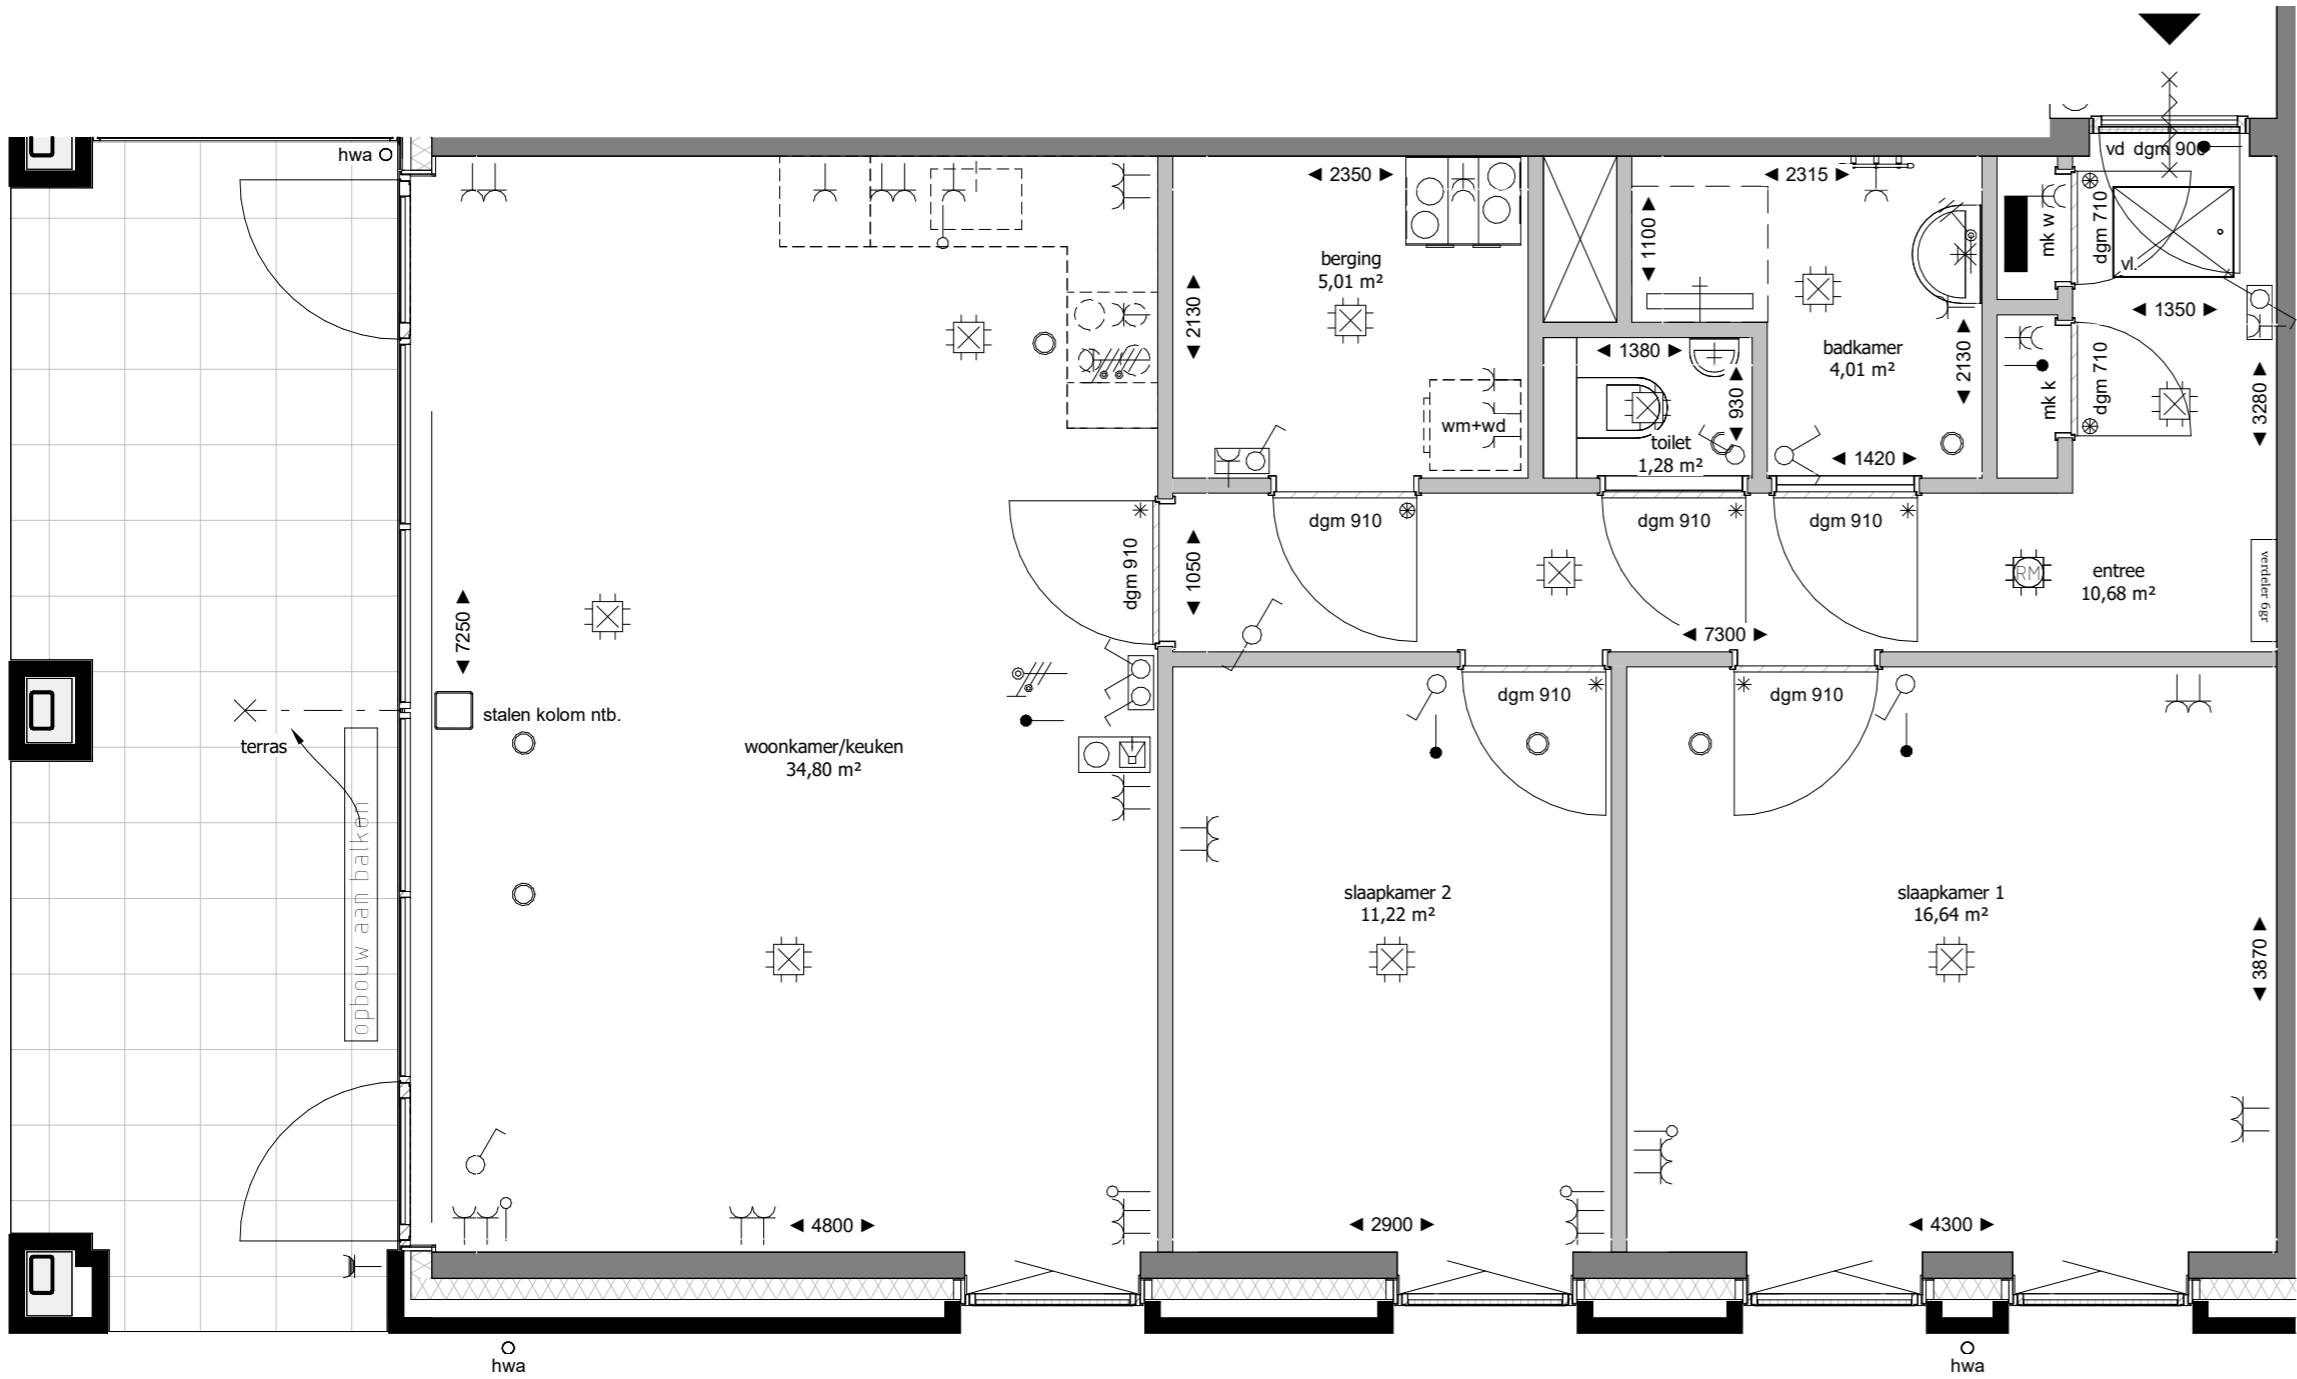 hwa
vd dgm 900
2350
2315
1100
mk w
dgm 710
vl.
berging
5,01 m²
2130
1350
1380
badkamer
4,01 m²
2130
930
mk k
dgm 710
3280
wm+wd
toilet
1,28 m²
1420
dgm 910
dgm 910
dgm 910
dgm 910
1050
RM
entree
10,68 m²
verdeler 6gr
7250
7300
dgm 910
dgm 910
stalen kolom ntb.
terras
woonkamer/keuken
34,80 m²
opbouw aan balkon
slaapkamer 2
11,22 m²
slaapkamer 1
16,64 m²
3870
4800
2900
4300
hwa
hwa